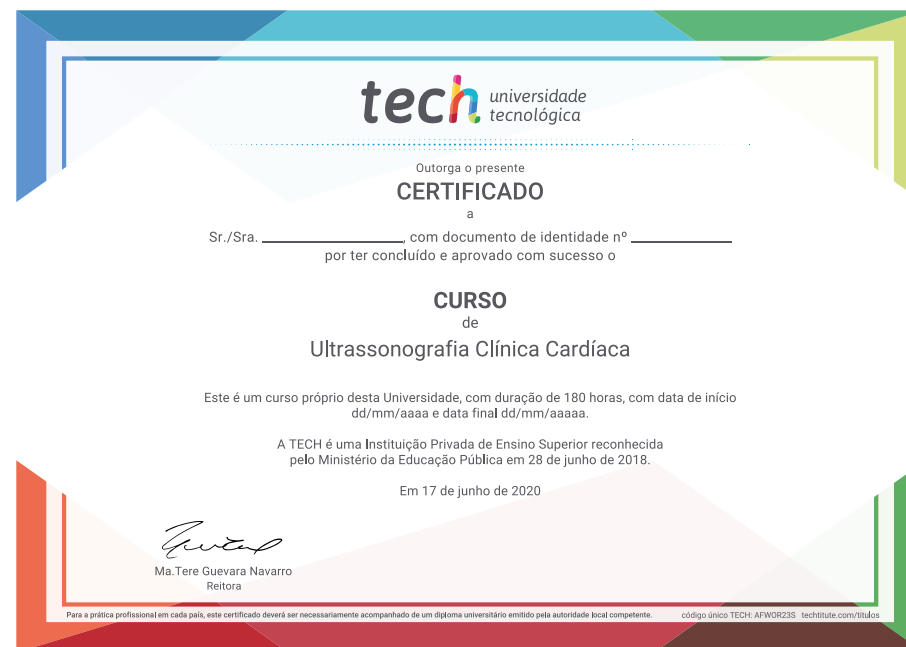 tech universidade
tecnológica
Outorga o presente
CERTIFICADO
a
Sr./Sra. ______________, com documento de identidade nº __________
por ter concluído e aprovado com sucesso o
CURSO
de
Ultrassonografia Clínica Cardíaca
Este é um curso próprio desta Universidade, com duração de 180 horas, com data de início
dd/mm/aaaa e data final dd/mm/aaaaa.
A TECH é uma Instituição Privada de Ensino Superior reconhecida
pelo Ministério da Educação Pública em 28 de junho de 2018.
Em 17 de junho de 2020
Ma.Tere Guevara Navarro
Reitora
Para a prática profissional em cada país, este certificado deverá ser necessariamente acompanhado de um diploma universitário emitido pela autoridade local competente. código único TECH: AFWOR23S techtitute.com/titulos